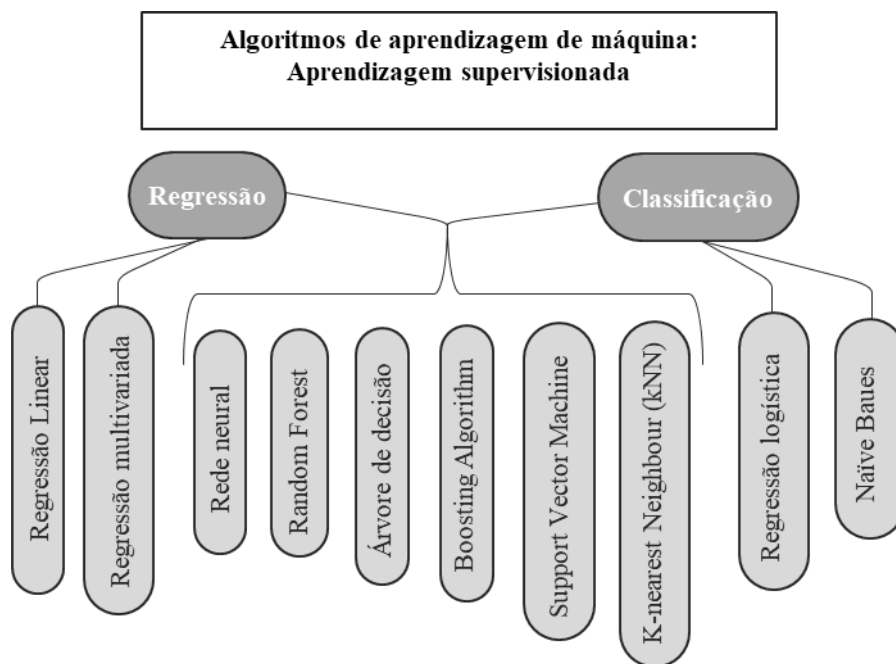 Algoritmos de aprendizagem de máquina:
Aprendizagem supervisionada
Regressão
Classificação
Regressão Linear
Regressão multivariada
Rede neural
Random Forest
Árvore de decisão
Boosting Algorithm
Support Vector Machine
K-nearest Neighbour (kNN)
Regressão logística
Naïve Baues